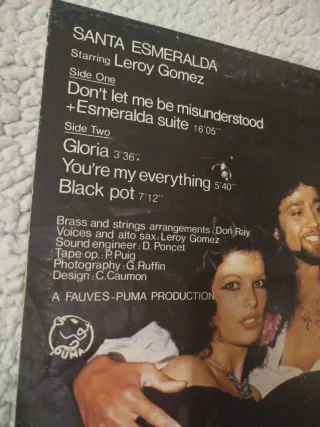 SANTA ESMERALDA
Starring Leroy Gomez
Side One
Don't let me be misunderstood
+Esmeralda suite 16'05''
Side Two
Gloria 3'36''
You're my everything 5'40''
Black pot 7'12''
Brass and strings arrangements: Don Ray
Voices and alto sax: Leroy Gomez
Sound engineer: D. Poncet
Tape op.: P. Puig
Photography: G. Ruffin
Design: C. Caumon
A FAUVES-PUMA PRODUCTION
PUMA